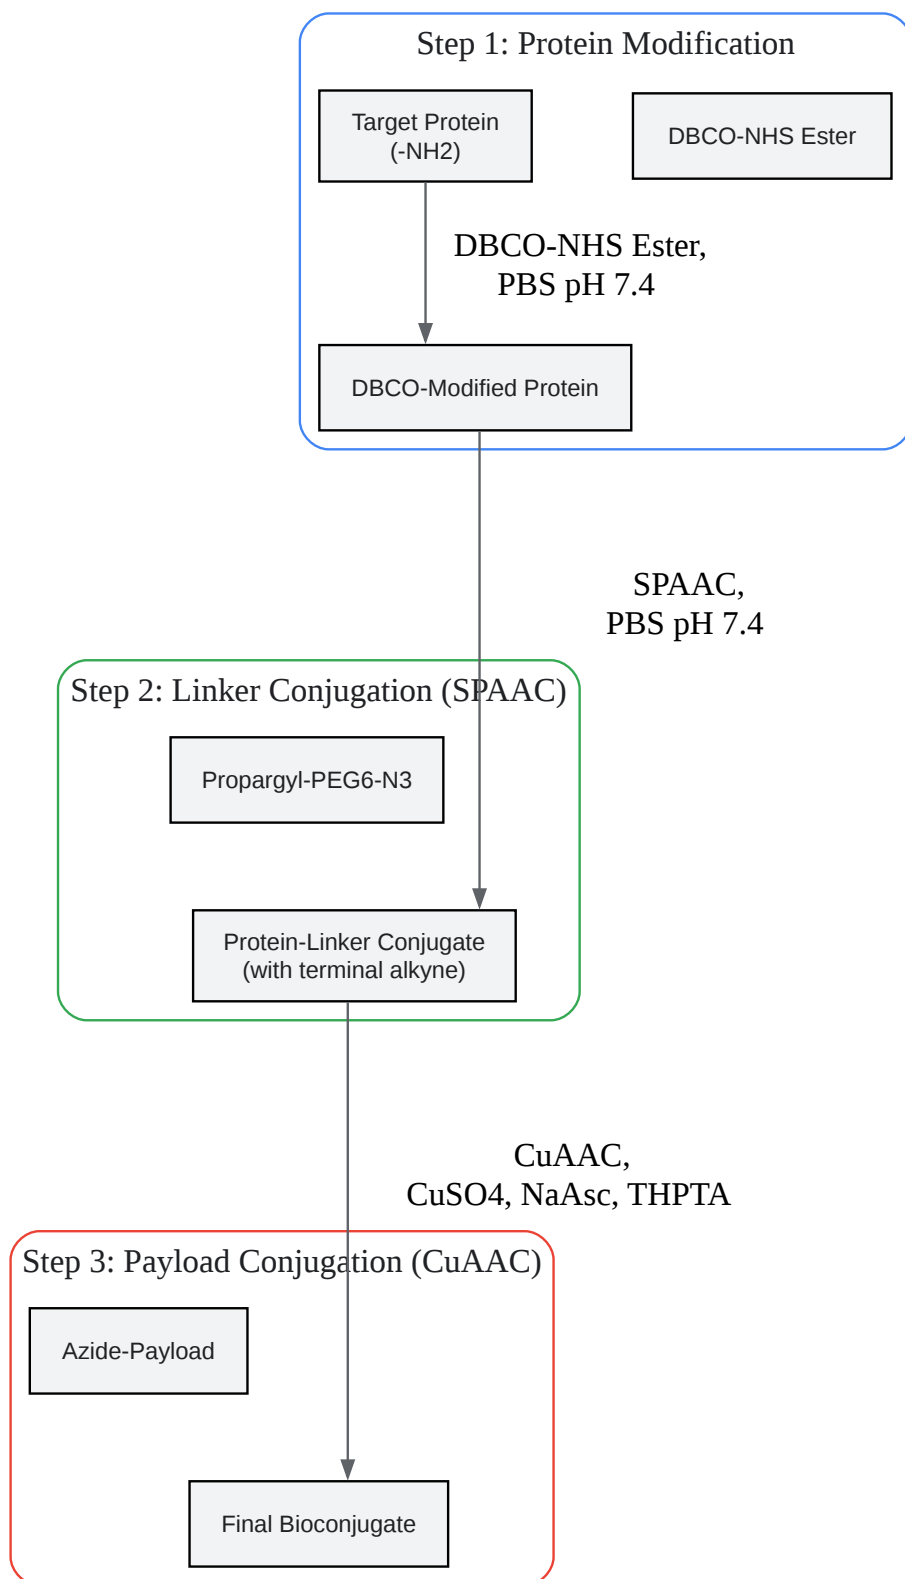 Step 1: Protein Modification
Target Protein
(-NH2)
DBCO-NHS Ester
DBCO-NHS Ester,
PBS pH 7.4
DBCO-Modified Protein
SPAAC,
PBS pH 7.4
Step 2: Linker Conjugation (SPAAC)
Propargyl-PEG6-N3
Protein-Linker Conjugate
(with terminal alkyne)
CuAAC,
CuSO4, NaAsc, THPTA
Step 3: Payload Conjugation (CuAAC)
Azide-Payload
Final Bioconjugate